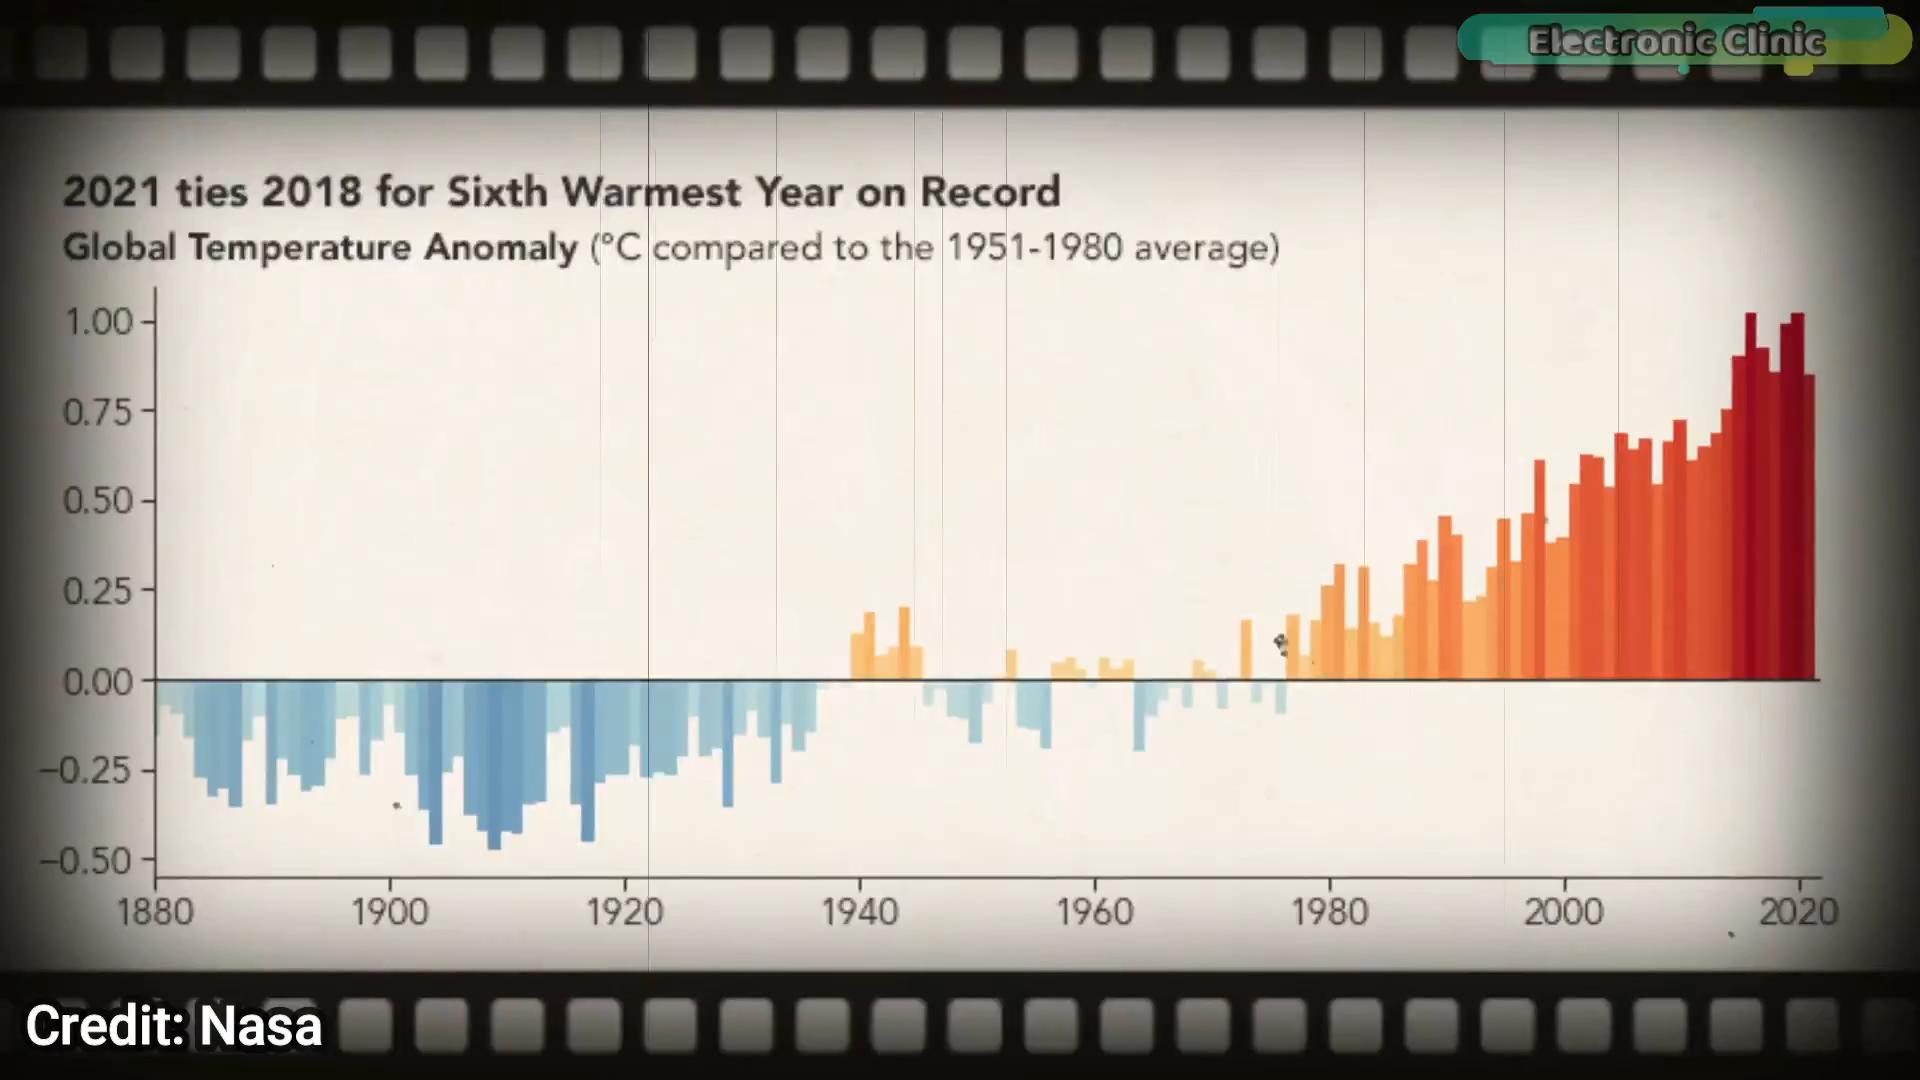 Electronic Clinic
2021 ties 2018 for Sixth Warmest Year on Record
Global Temperature Anomaly (°C compared to the 1951-1980 average)
1.00
0.75
0.50
0.25
0.00
−0.25
−0.50
1880 1900 1920 1940 1960 1980 2000 2020
Credit: Nasa